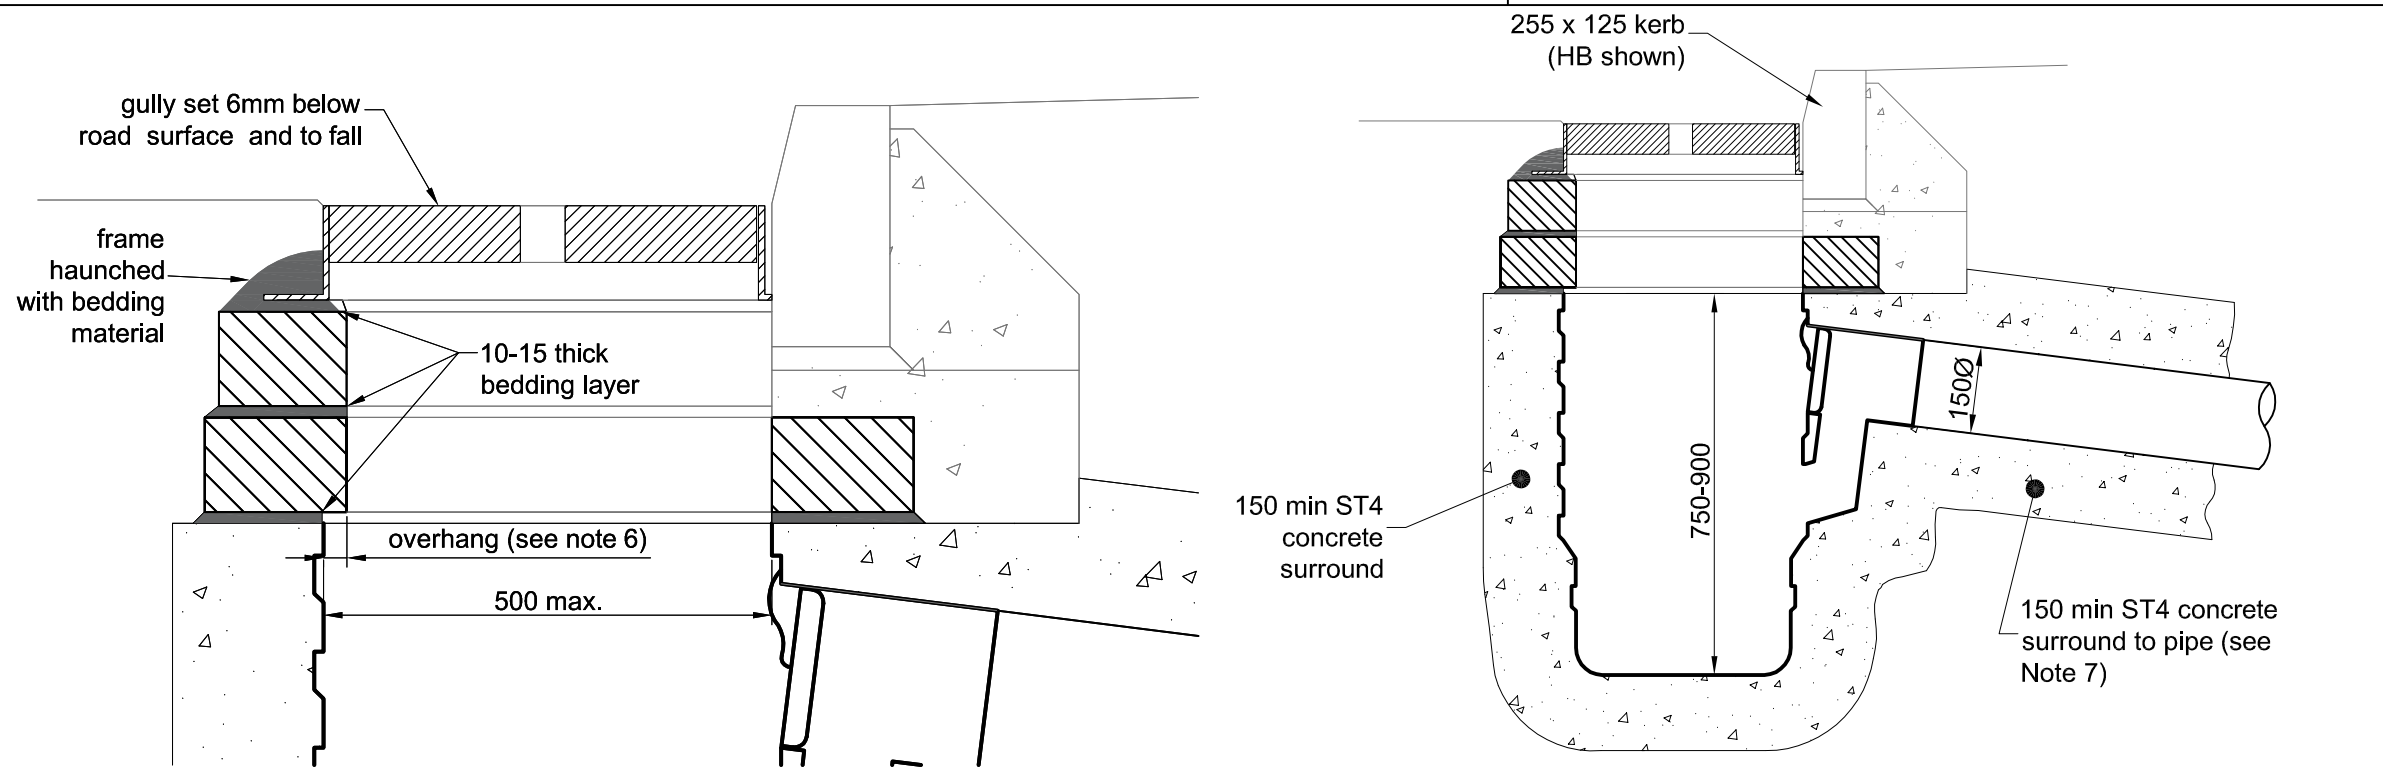 gully set 6mm below
road surface and to fall
frame
haunched
with bedding
material
10-15 thick
bedding layer
overhang (see note 6)
500 max.
255 x 125 kerb
(HB shown)
150Ø
750-900
150 min ST4
concrete
surround
150 min ST4 concrete
surround to pipe (see
Note 7)